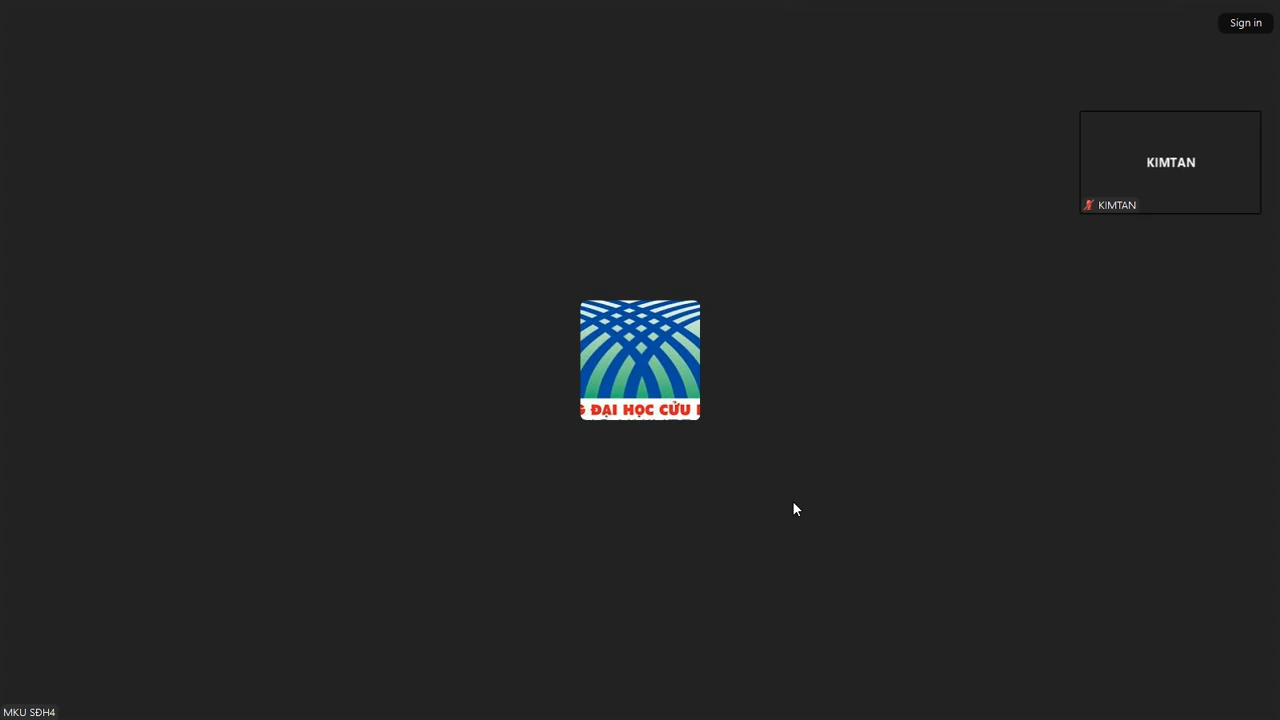 Sign in
KIMTAN
KIMTAN
ĐẠI HỌC CỬU
MKU SĐH4